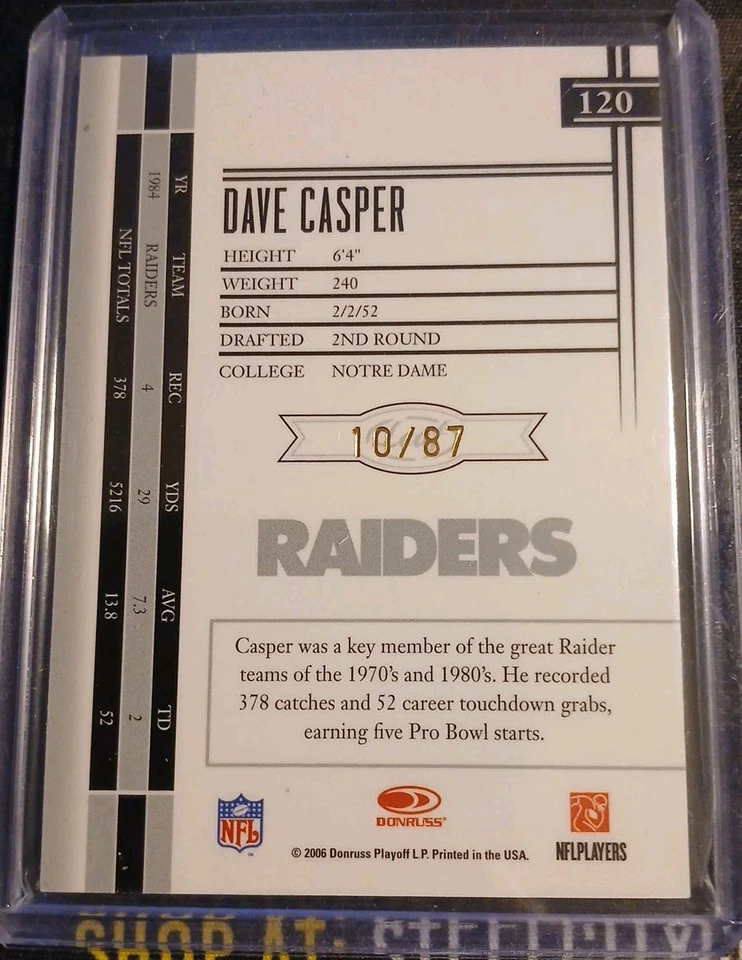 120
DAVE CASPER
HEIGHT 6'4"
WEIGHT 240
BORN 2/2/52
DRAFTED 2ND ROUND
COLLEGE NOTRE DAME
10/87
RAIDERS
Casper was a key member of the great Raider
teams of the 1970's and 1980's. He recorded
378 catches and 52 career touchdown grabs,
earning five Pro Bowl starts.
NFL
™
DONRUSS®
NFLPLAYERS
© 2006 Donruss Playoff L.P. Printed in the USA.
YR TEAM REC YDS AVG TD
1984 RAIDERS 4 29 7.3 2
NFL TOTALS 378 5216 13.8 52
SHOP AT: